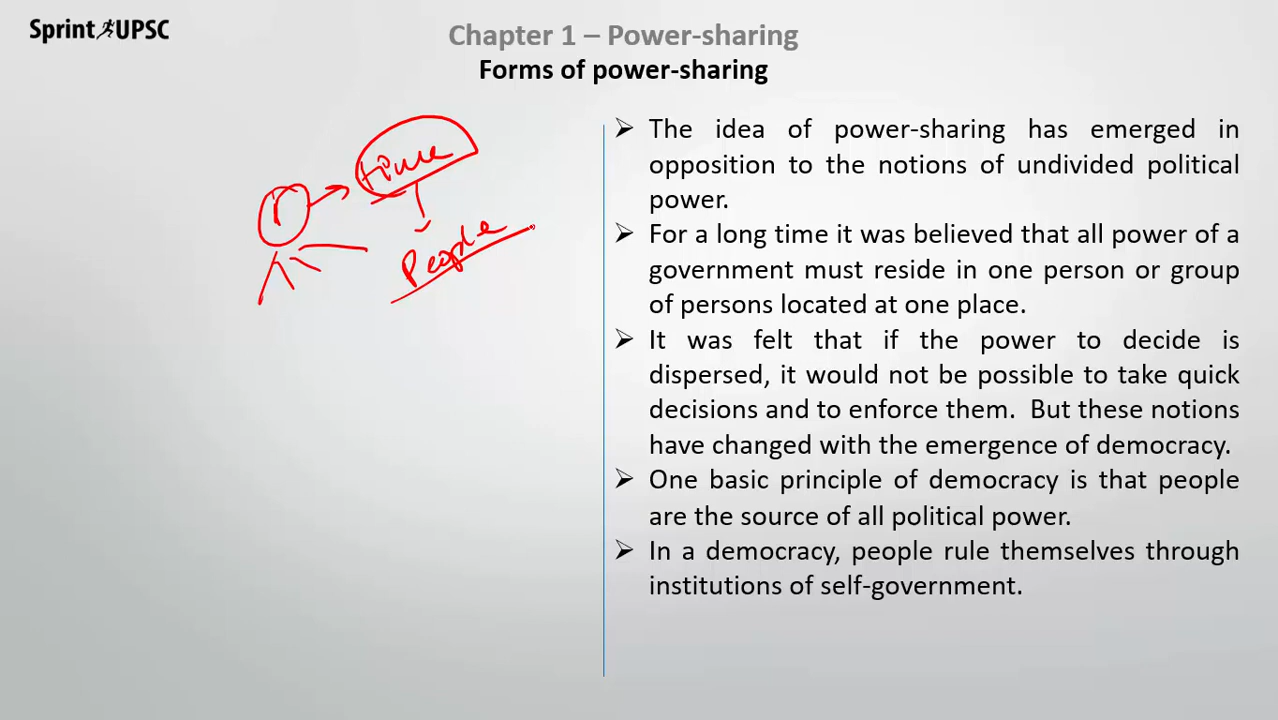 Sprint UPSC
Chapter 1 – Power-sharing
Forms of power-sharing
time
1
People
➢ The idea of power-sharing has emerged in
opposition to the notions of undivided political
power.
➢ For a long time it was believed that all power of a
government must reside in one person or group
of persons located at one place.
➢ It was felt that if the power to decide is
dispersed, it would not be possible to take quick
decisions and to enforce them. But these notions
have changed with the emergence of democracy.
➢ One basic principle of democracy is that people
are the source of all political power.
➢ In a democracy, people rule themselves through
institutions of self-government.